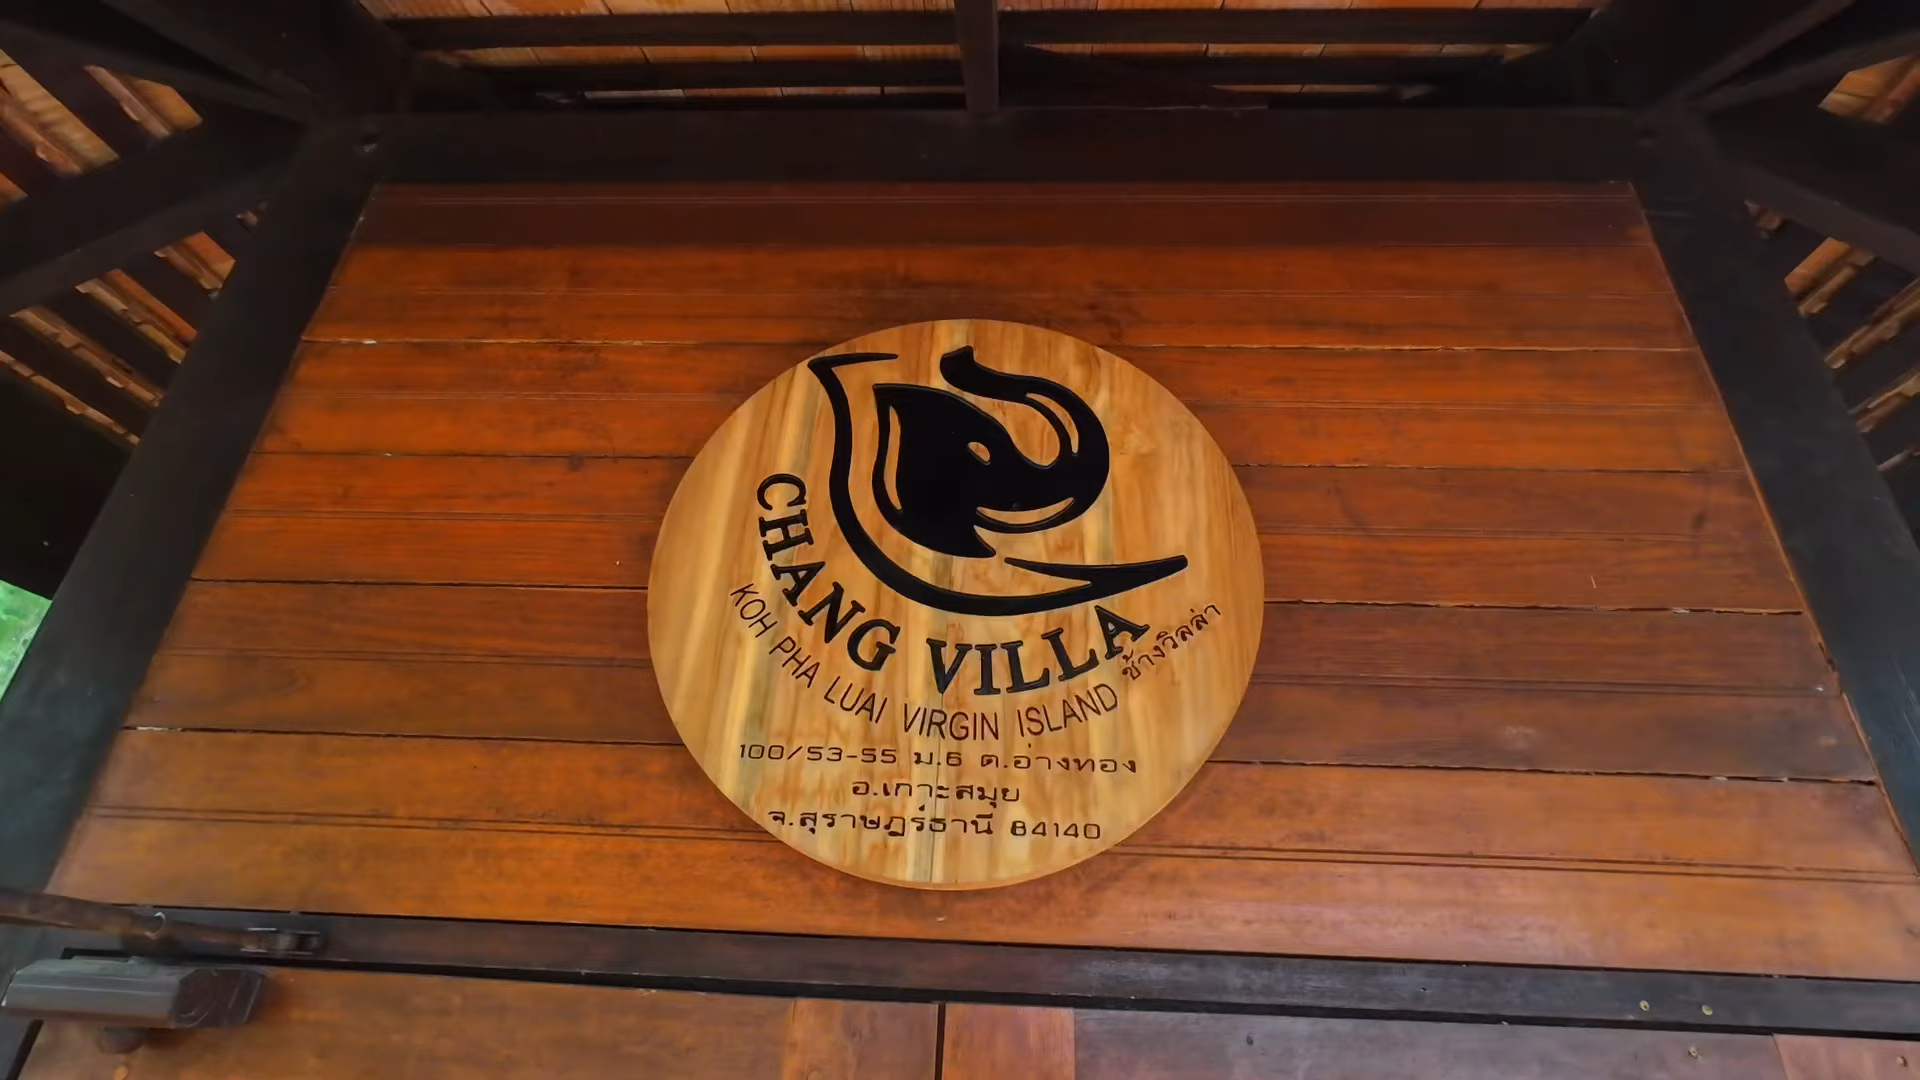 CHANG VILLA
KOH PHA LUAI VIRGIN ISLAND ช้างวิลล่า
100/53-55 ม.6 ต.อ่างทอง
อ.เกาะสมุย
จ.สุราษฎร์ธานี 84140